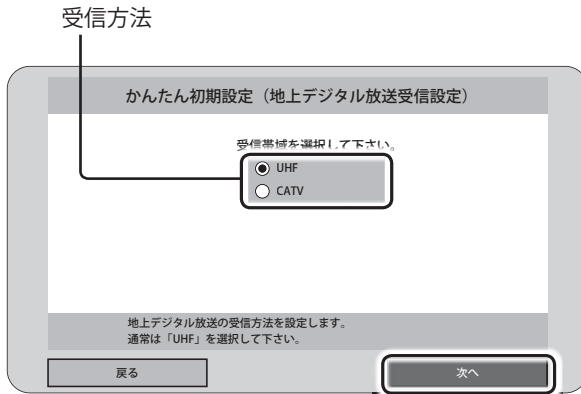 受信方法
かんたん初期設定（地上デジタル放送受信設定）
受信帯域を選択して下さい。
UHF
CATV
地上デジタル放送の受信方法を設定します。
通常は「UHF」を選択して下さい。
戻る
次へ